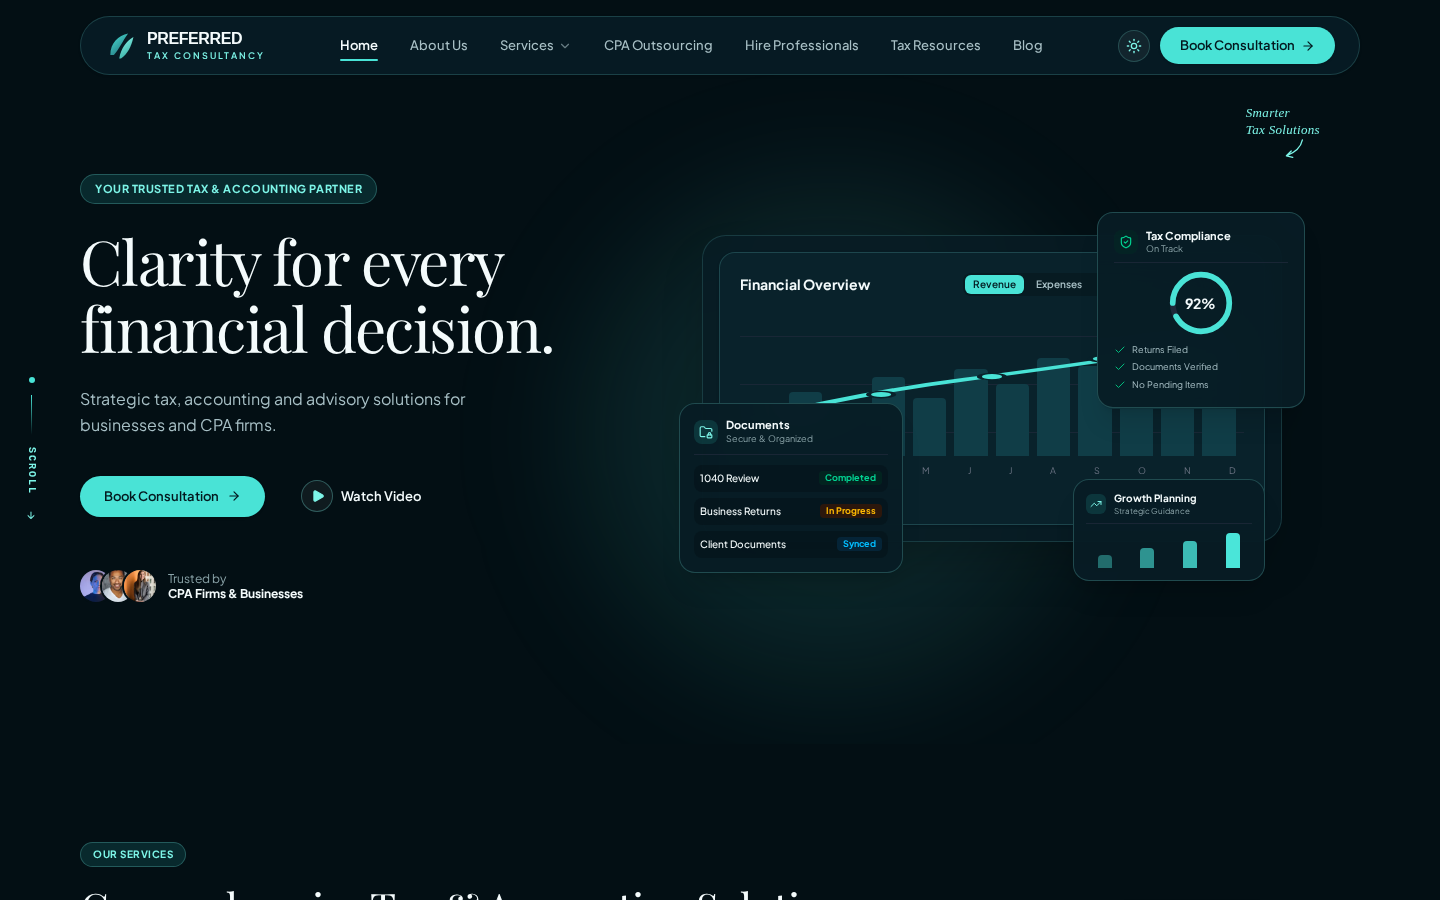 PREFERRED
TAX CONSULTANCY
Home
About Us
Services
CPA Outsourcing
Hire Professionals
Tax Resources
Blog
Book Consultation
Smarter
Tax Solutions
YOUR TRUSTED TAX & ACCOUNTING PARTNER
Clarity for every
financial decision.
Strategic tax, accounting and advisory solutions for
businesses and CPA firms.
Book Consultation
Watch Video
Trusted by
CPA Firms & Businesses
SCROLL
Financial Overview
Revenue
Expenses
M J J A S O N D
Tax Compliance
On Track
92%
Returns Filed
Documents Verified
No Pending Items
Documents
Secure & Organized
1040 Review
Completed
Business Returns
In Progress
Client Documents
Synced
Growth Planning
Strategic Guidance
OUR SERVICES